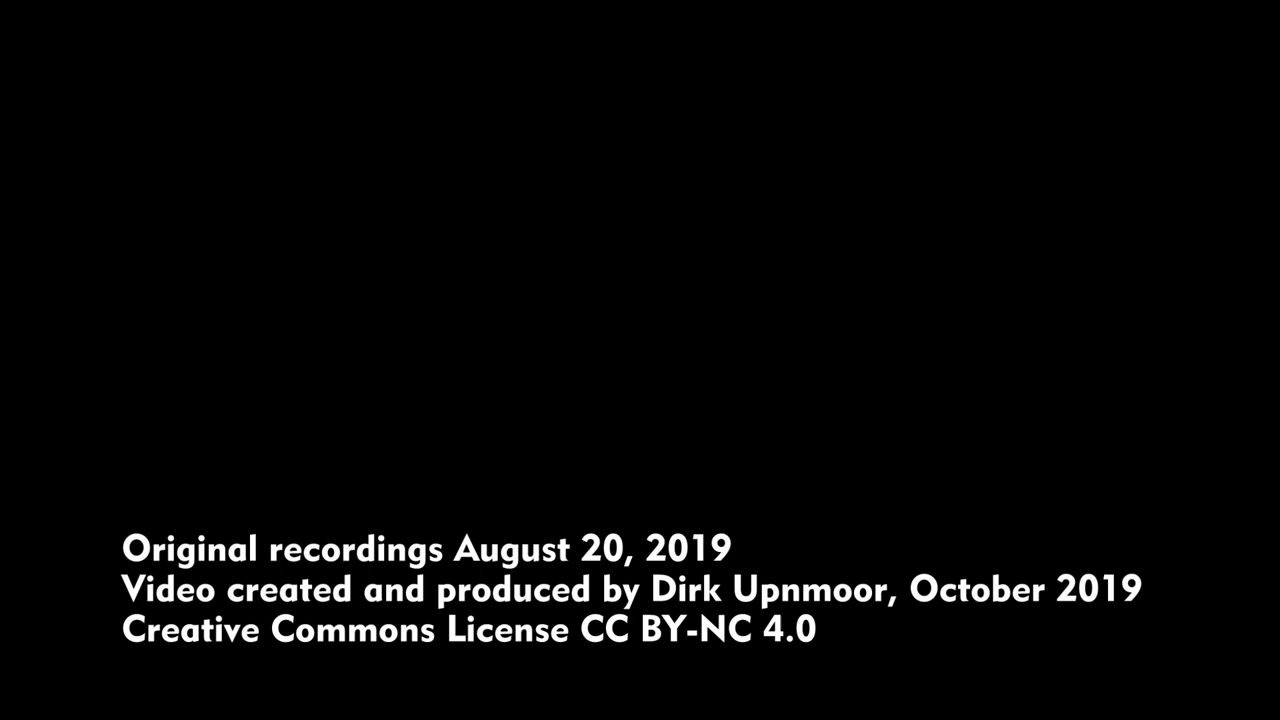 Original recordings August 20, 2019
Video created and produced by Dirk Upnmoor, October 2019
Creative Commons License CC BY-NC 4.0